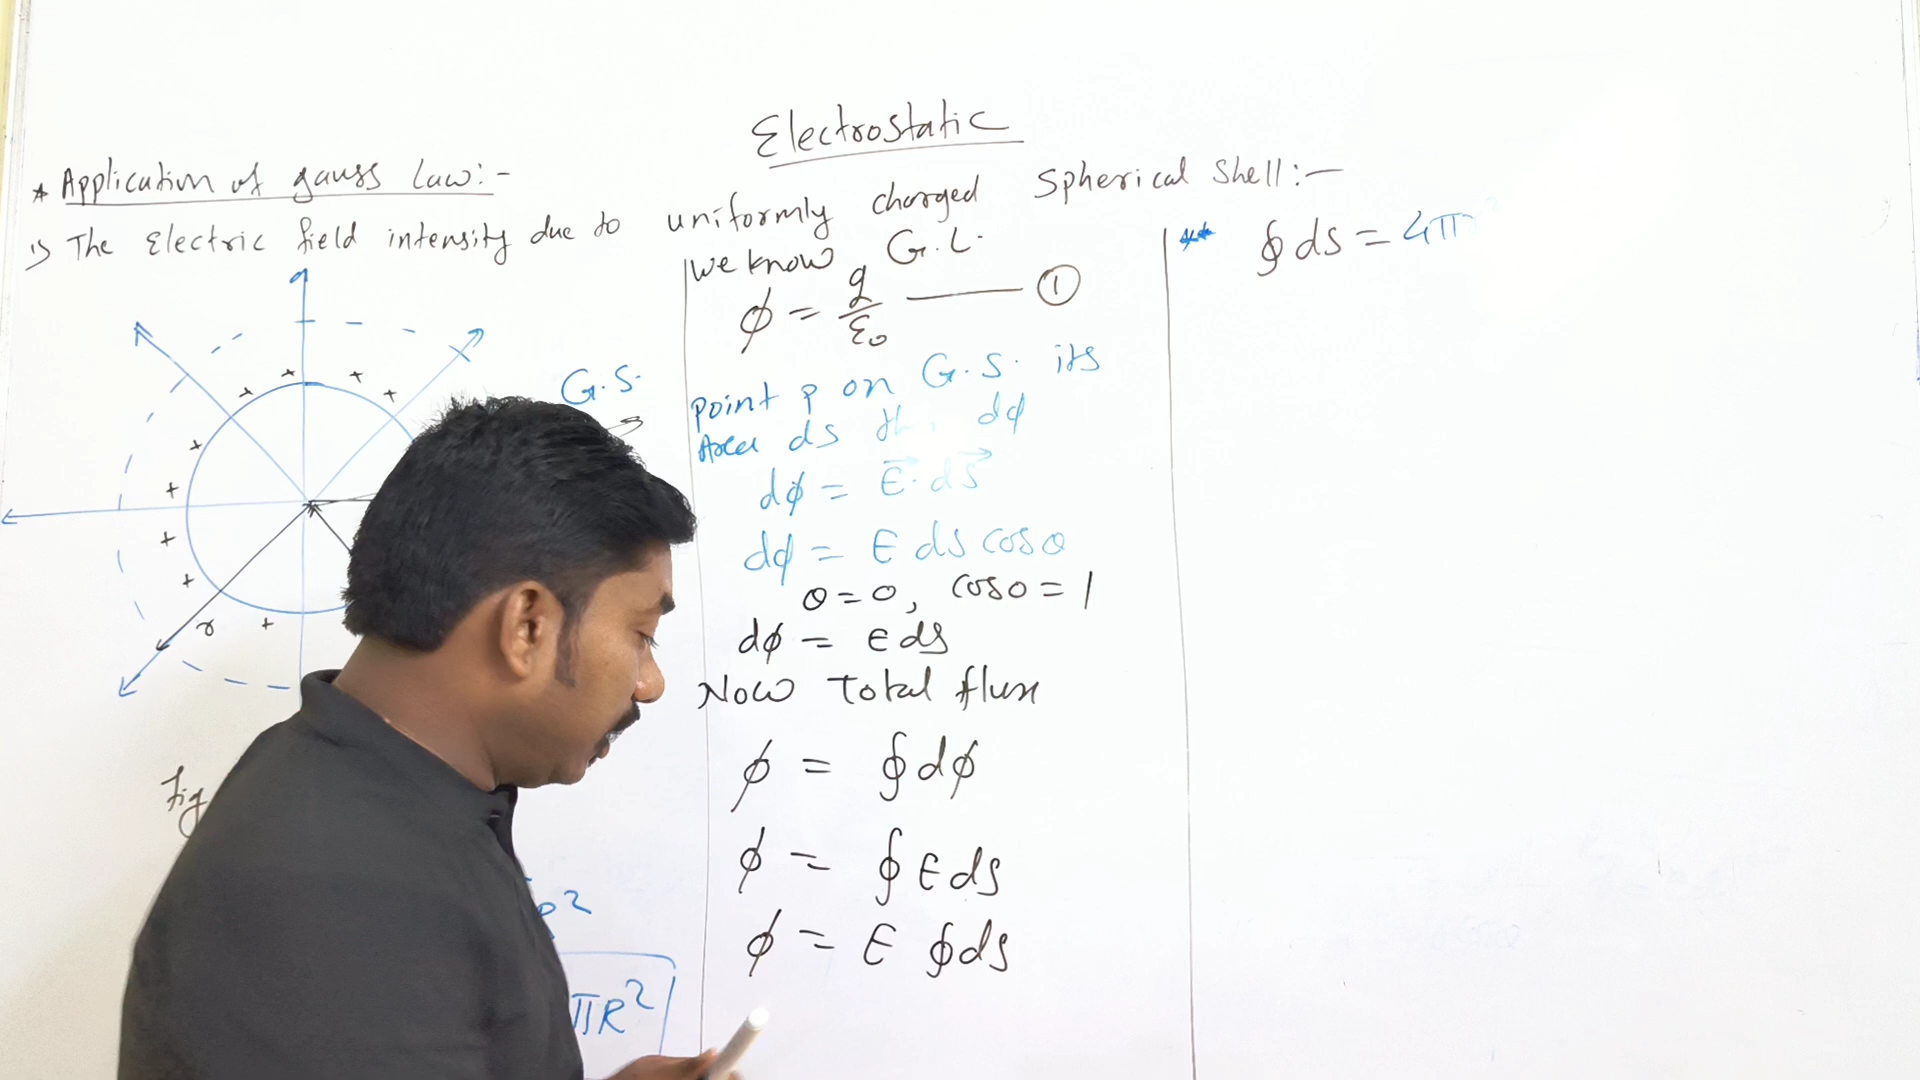 Electrostatic
* Application of gauss Law:-
1) The Electric field intensity due to uniformly charged Spherical Shell:-
G.S.
r
Fig
πR²
we know G.L.
ϕ = q/ε₀ ——— ①
point p on G.S. its
Area ds dϕ
dϕ = E⃗·ds⃗
dϕ = E ds cosθ
θ=0, cos0 = 1
dϕ = E ds
Now Total flux
ϕ = ∮dϕ
ϕ = ∮E ds
ϕ = E ∮ds
** ∮ds = 4π